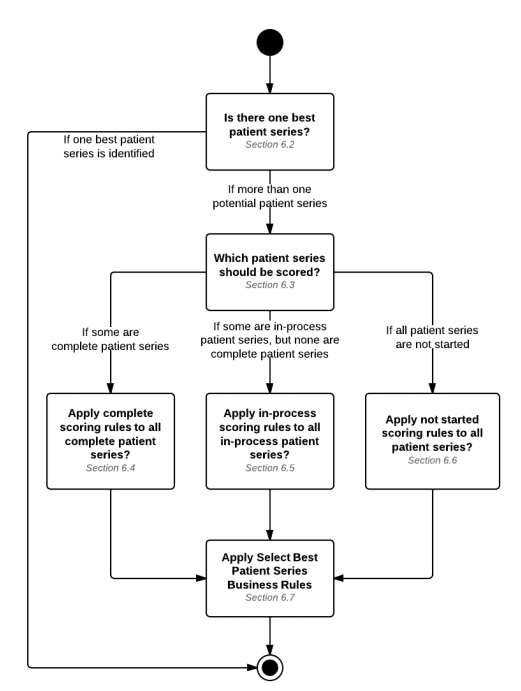 Is there one best
patient series?
Section 6.2
If one best patient
series is identified
If more than one
potential patient series
Which patient series
should be scored?
Section 6.3
If some are
complete patient series
If some are in-process
patient series, but none are
complete patient series
If all patient series
are not started
Apply complete
scoring rules to all
complete patient
series?
Section 6.4
Apply in-process
scoring rules to all
in-process patient
series?
Section 6.5
Apply not started
scoring rules to all
patient series?
Section 6.6
Apply Select Best
Patient Series
Business Rules
Section 6.7